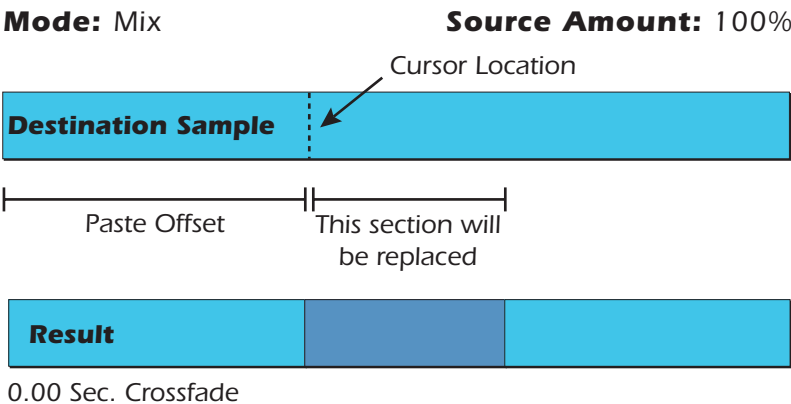 Mode: Mix
Source Amount: 100%
Cursor Location
Destination Sample
Paste Offset
This section will
be replaced
Result
0.00 Sec. Crossfade